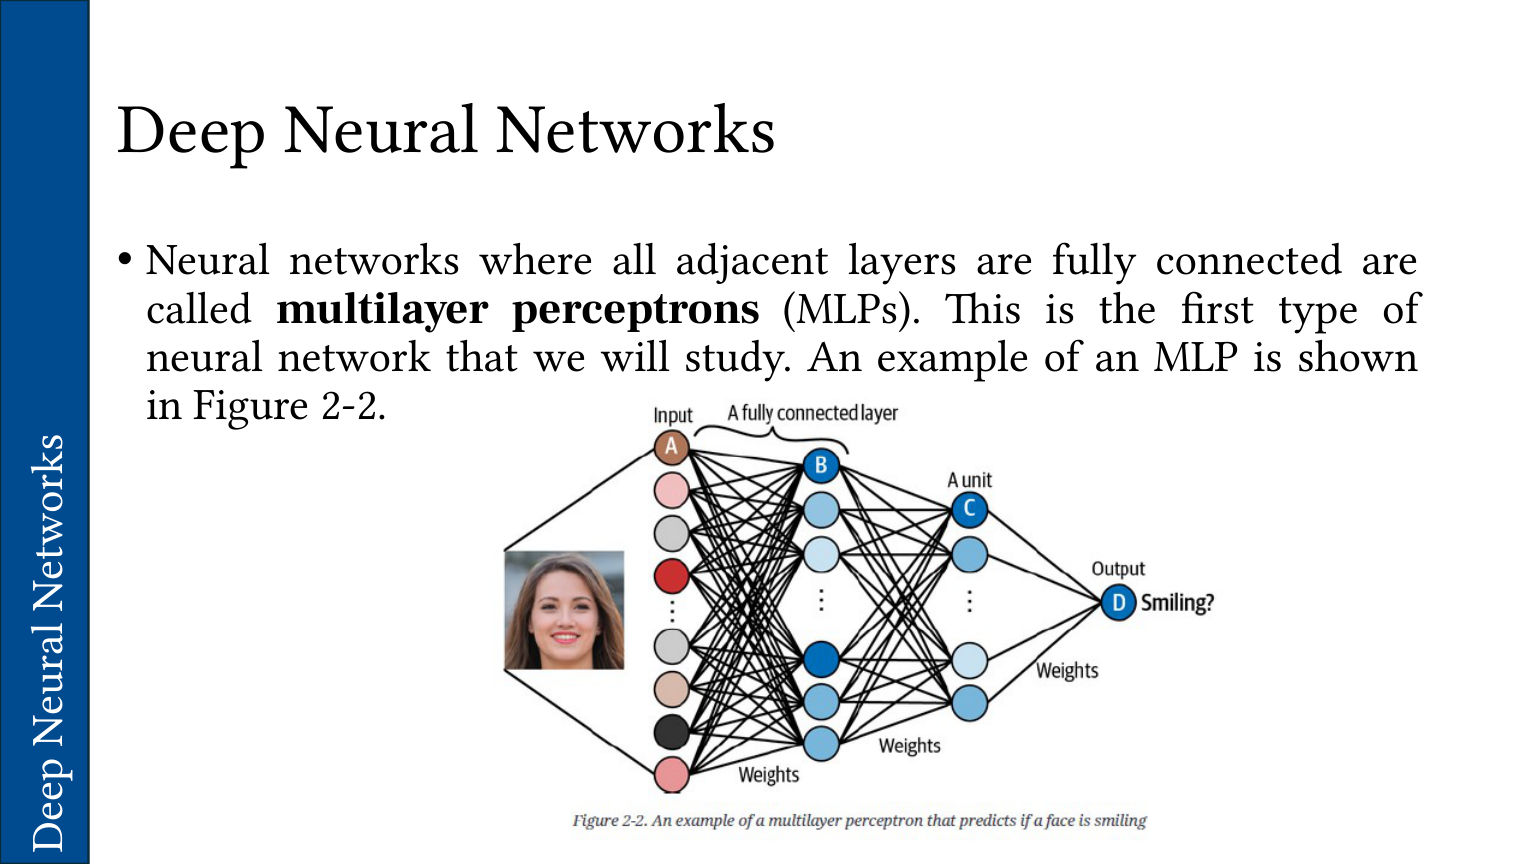 Deep Neural Networks
Deep Neural Networks
• Neural networks where all adjacent layers are fully connected are
called multilayer perceptrons (MLPs). This is the first type of
neural network that we will study. An example of an MLP is shown
in Figure 2-2.
Input
A fully connected layer
A
B
A unit
C
Output
D Smiling?
Weights
Weights
Weights
Figure 2-2. An example of a multilayer perceptron that predicts if a face is smiling